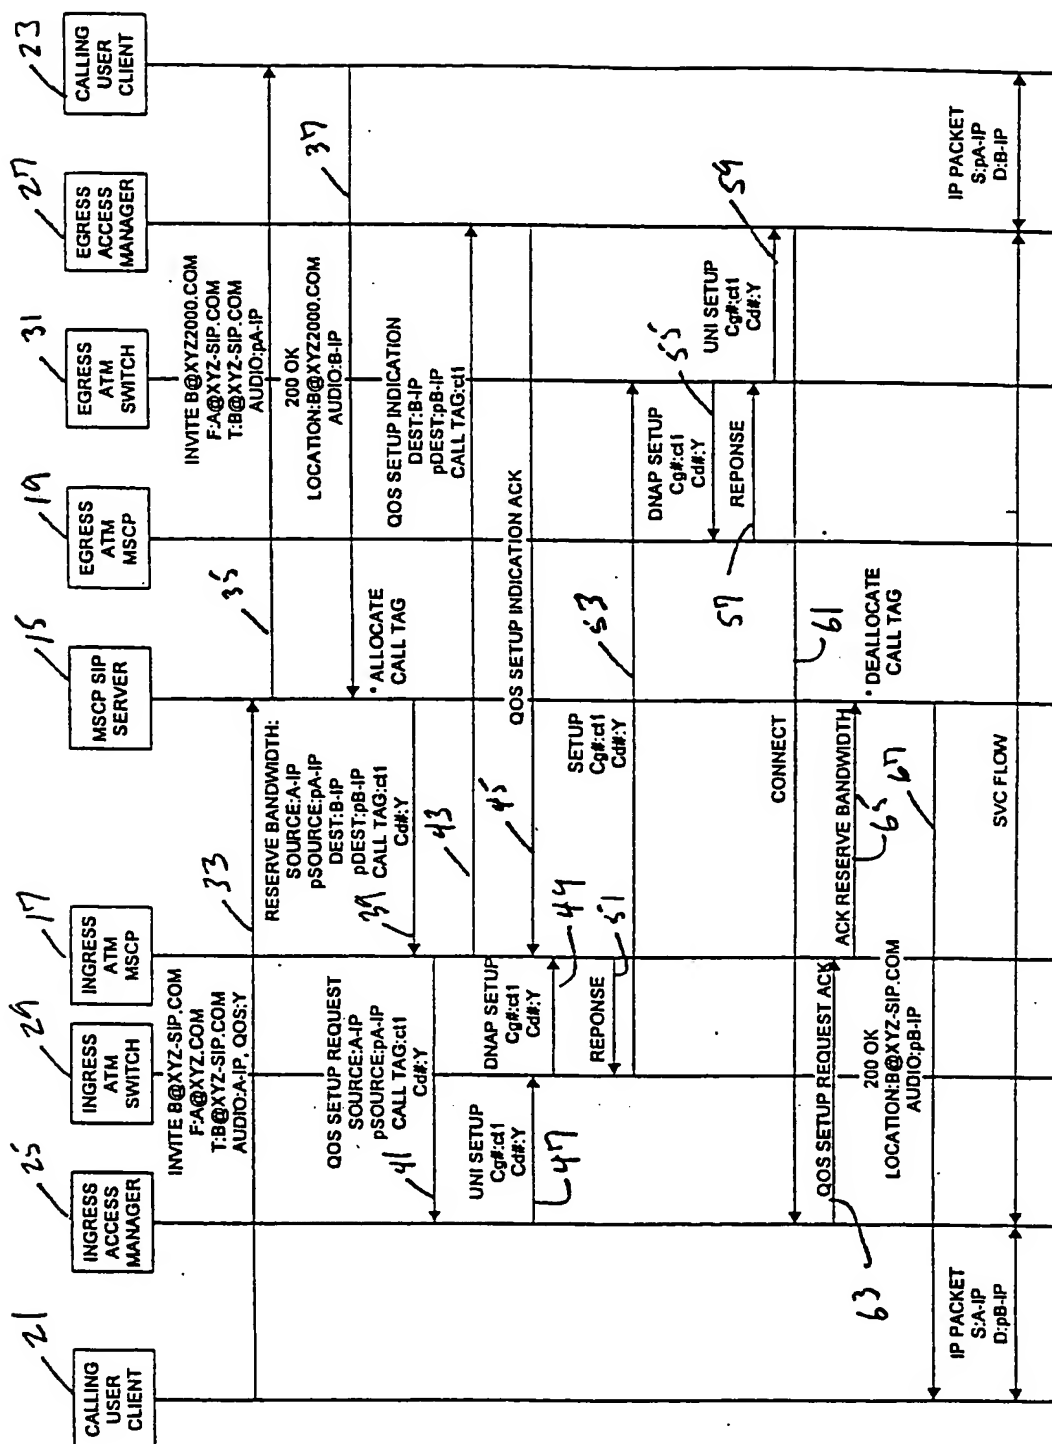 21
CALLING
USER
CLIENT
25
INGRESS
ACCESS
MANAGER
29
INGRESS
ATM
SWITCH
17
INGRESS
ATM
MSCP
15
MSCP SIP
SERVER
19
EGRESS
ATM
MSCP
31
EGRESS
ATM
SWITCH
27
EGRESS
ACCESS
MANAGER
23
CALLING
USER
CLIENT
INVITE B@XYZ-SIP.COM
F:A@XYZ.COM
T:B@XYZ-SIP.COM
AUDIO:A-IP, QOS:Y
33
35
INVITE B@XYZ2000.COM
F:A@XYZ-SIP.COM
T:B@XYZ-SIP.COM
AUDIO:pA-IP
37
200 OK
LOCATION:B@XYZ2000.COM
AUDIO:B-IP
* ALLOCATE
CALL TAG
RESERVE BANDWIDTH:
SOURCE:A-IP
pSOURCE:pA-IP
DEST:B-IP
pDEST:pB-IP
CALL TAG:ct1
Cd#:Y
39
QOS SETUP REQUEST
SOURCE:A-IP
pSOURCE:pA-IP
CALL TAG:ct1
Cd#:Y
41
43
QOS SETUP INDICATION
DEST:B-IP
pDEST:pB-IP
CALL TAG:ct1
45
QOS SETUP INDICATION ACK
UNI SETUP
Cg#:ct1
Cd#:Y
47
DNAP SETUP
Cg#:ct1
Cd#:Y
49
REPONSE
51
SETUP
Cg#:ct1
Cd#:Y
53
DNAP SETUP
Cg#:ct1
Cd#:Y
55
REPONSE
57
UNI SETUP
Cg#:ct1
Cd#:Y
59
CONNECT
61
QOS SETUP REQUEST ACK
63
ACK RESERVE BANDWIDTH
65
* DEALLOCATE
CALL TAG
200 OK
LOCATION:B@XYZ-SIP.COM
AUDIO:pB-IP
67
IP PACKET
S:A-IP
D:pB-IP
SVC FLOW
IP PACKET
S:pA-IP
D:B-IP